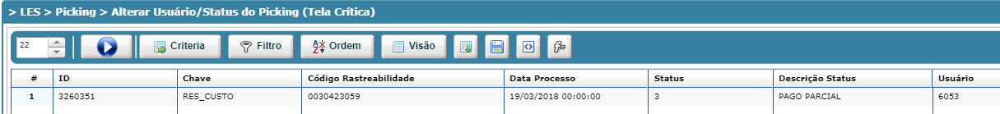 > LES > Picking > Alterar Usuário/Status do Picking (Tela Crítica)
22 Criteria Filtro Ordem Visão
# ID Chave Código Rastreabilidade Data Processo Status Descrição Status Usuário
1 3260351 RES_CUSTO 0030423059 19/03/2018 00:00:00 3 PAGO PARCIAL 6053